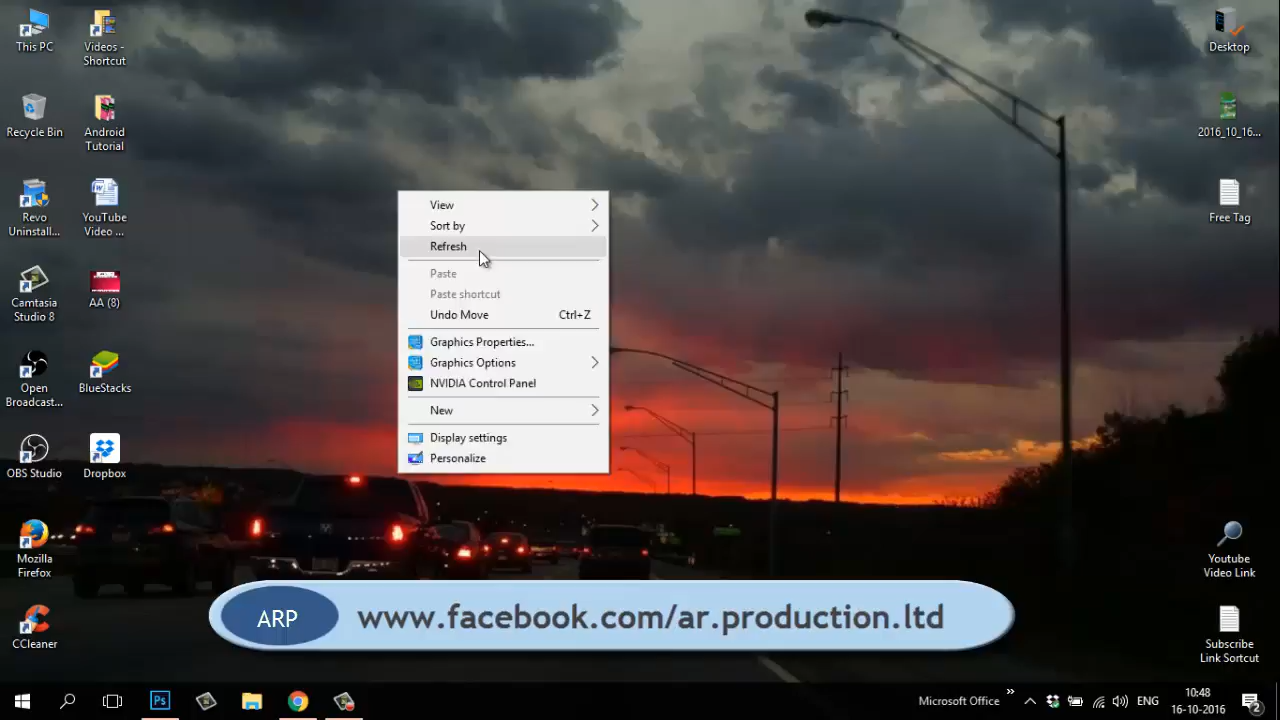 This PC
Videos -
Shortcut
Recycle Bin
Android
Tutorial
Revo
Uninstall...
YouTube
Video ...
Camtasia
Studio 8
AA (8)
Open
Broadcast...
BlueStacks
OBS Studio
Dropbox
Mozilla
Firefox
CCleaner
View
Sort by
Refresh
Paste
Paste shortcut
Undo Move Ctrl+Z
Graphics Properties...
Graphics Options
NVIDIA Control Panel
New
Display settings
Personalize
Desktop
2016_10_16...
Free Tag
Youtube
Video Link
Subscribe
Link Sortcut
ARP www.facebook.com/ar.production.ltd
Ps
Microsoft Office
ENG
10:48
16-10-2016
2